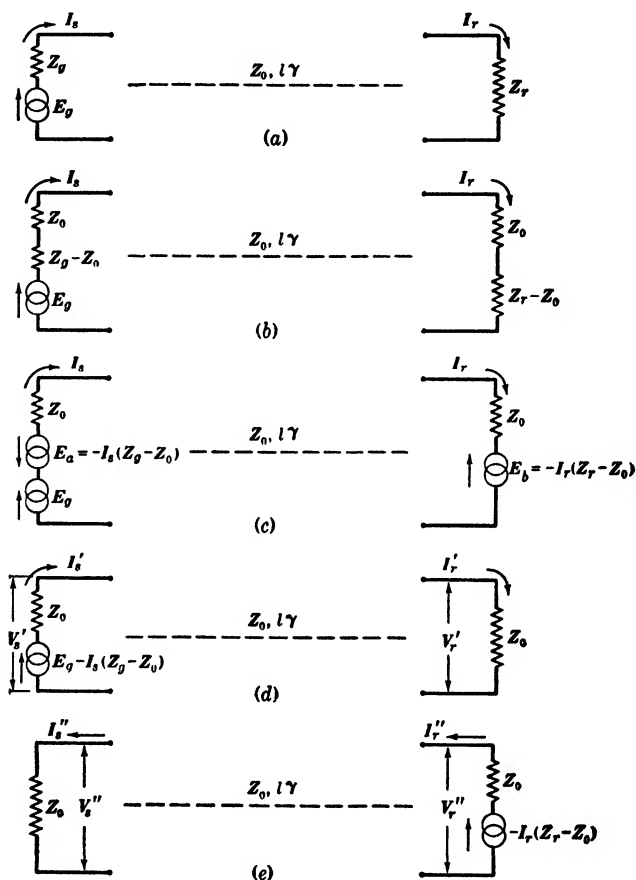 I_s I_r
Z_g Z_0, lγ Z_r
E_g
(a)
I_s I_r
Z_0 Z_0, lγ Z_0
Z_g-Z_0
E_g Z_r-Z_0
(b)
I_s I_r
Z_0 Z_0
E_a=-I_s(Z_g-Z_0) Z_0, lγ
E_g E_b=-I_r(Z_r-Z_0)
(c)
I_s' I_r'
Z_0 Z_0, lγ
V_s' V_r' Z_0
E_g-I_s(Z_g-Z_0)
(d)
I_s" I_r"
Z_0 V_s" Z_0, lγ V_r" Z_0
-I_r(Z_r-Z_0)
(e)